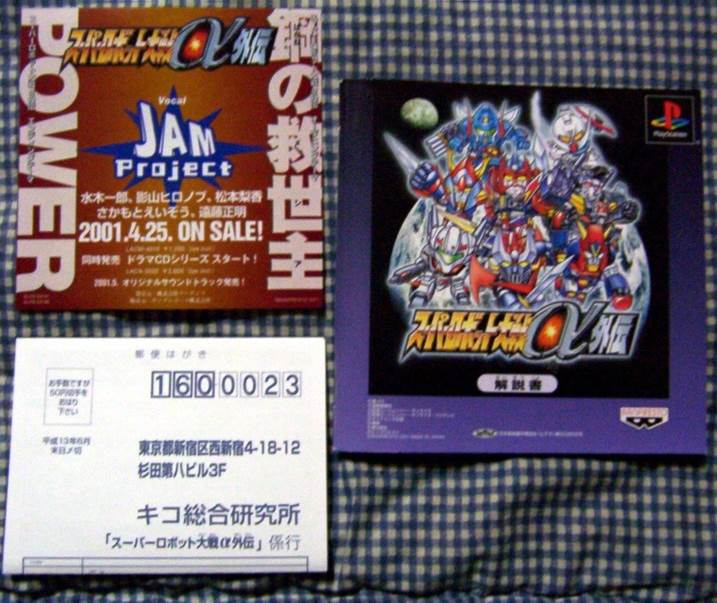 スーパーロボット大戦α外伝
鋼の救世主
POWER
Vocal
JAM
Project
水木一郎、影山ヒロノブ、松本梨香
さかもとえいぞう、遠藤正明
2001.4.25. ON SALE!
同時発売 ドラマCDシリーズ スタート!
2001.5. オリジナルサウンドトラック発売!
PlayStation
スーパーロボット大戦α外伝
解説書
BANPRESTO
郵便はがき
お手数ですが
50円切手を
おはり
下さい
1600023
平成13年6月
末日〆切
東京都新宿区西新宿4-18-12
杉田第八ビル3F
キコ総合研究所
「スーパーロボット大戦α外伝」係行